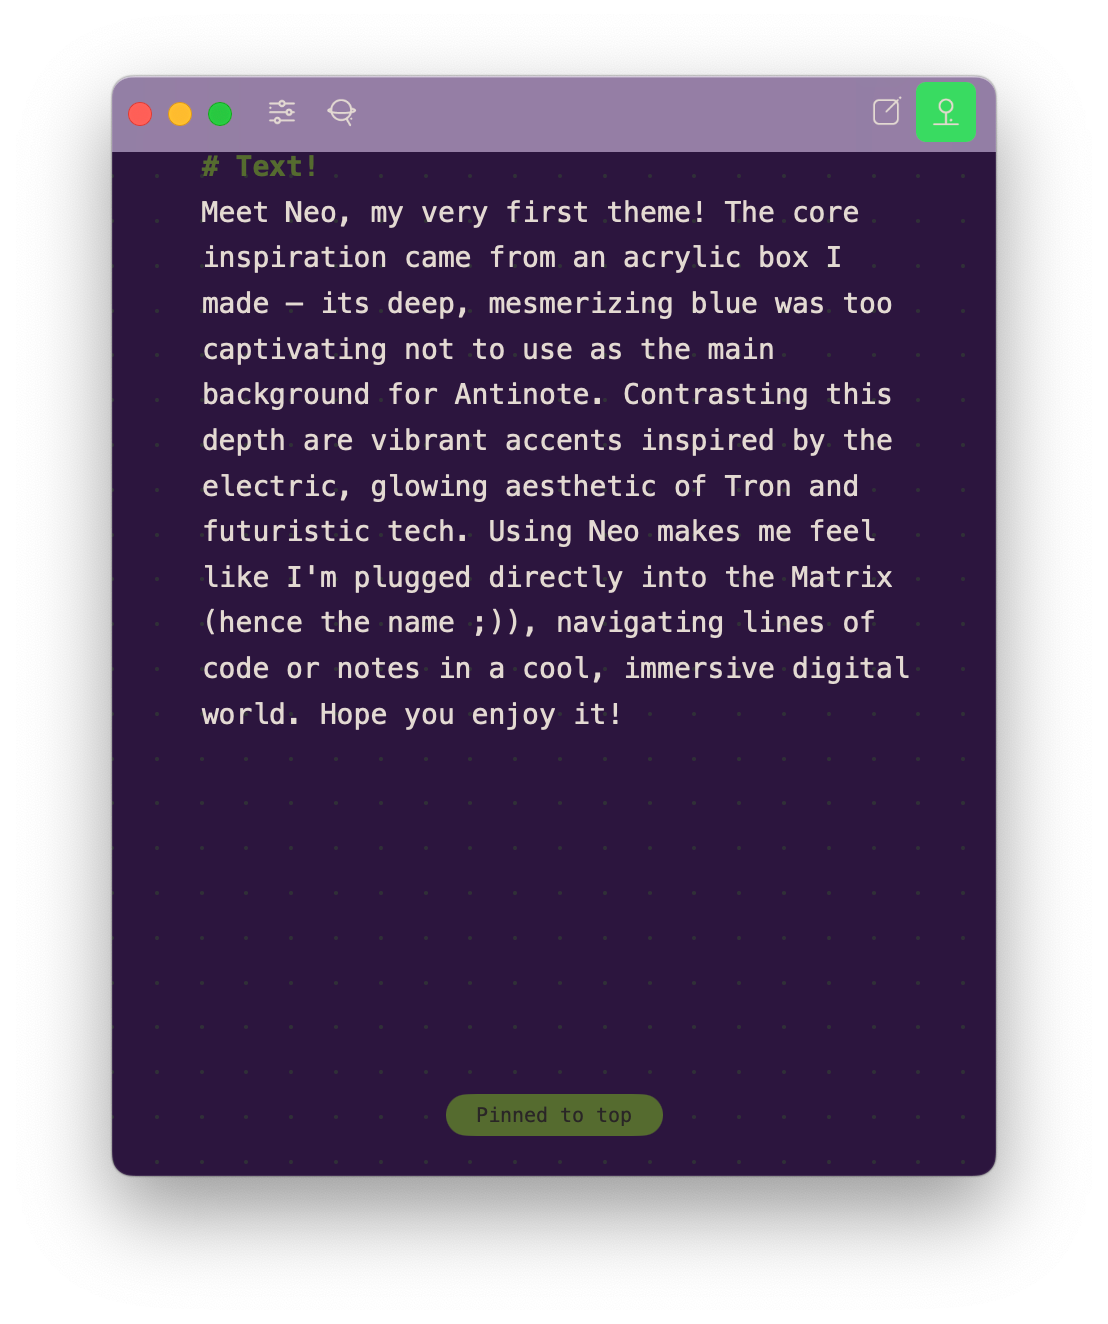 # Text!
Meet Neo, my very first theme! The core
inspiration came from an acrylic box I
made — its deep, mesmerizing blue was too
captivating not to use as the main
background for Antinote. Contrasting this
depth are vibrant accents inspired by the
electric, glowing aesthetic of Tron and
futuristic tech. Using Neo makes me feel
like I'm plugged directly into the Matrix
(hence the name ;)), navigating lines of
code or notes in a cool, immersive digital
world. Hope you enjoy it!
Pinned to top